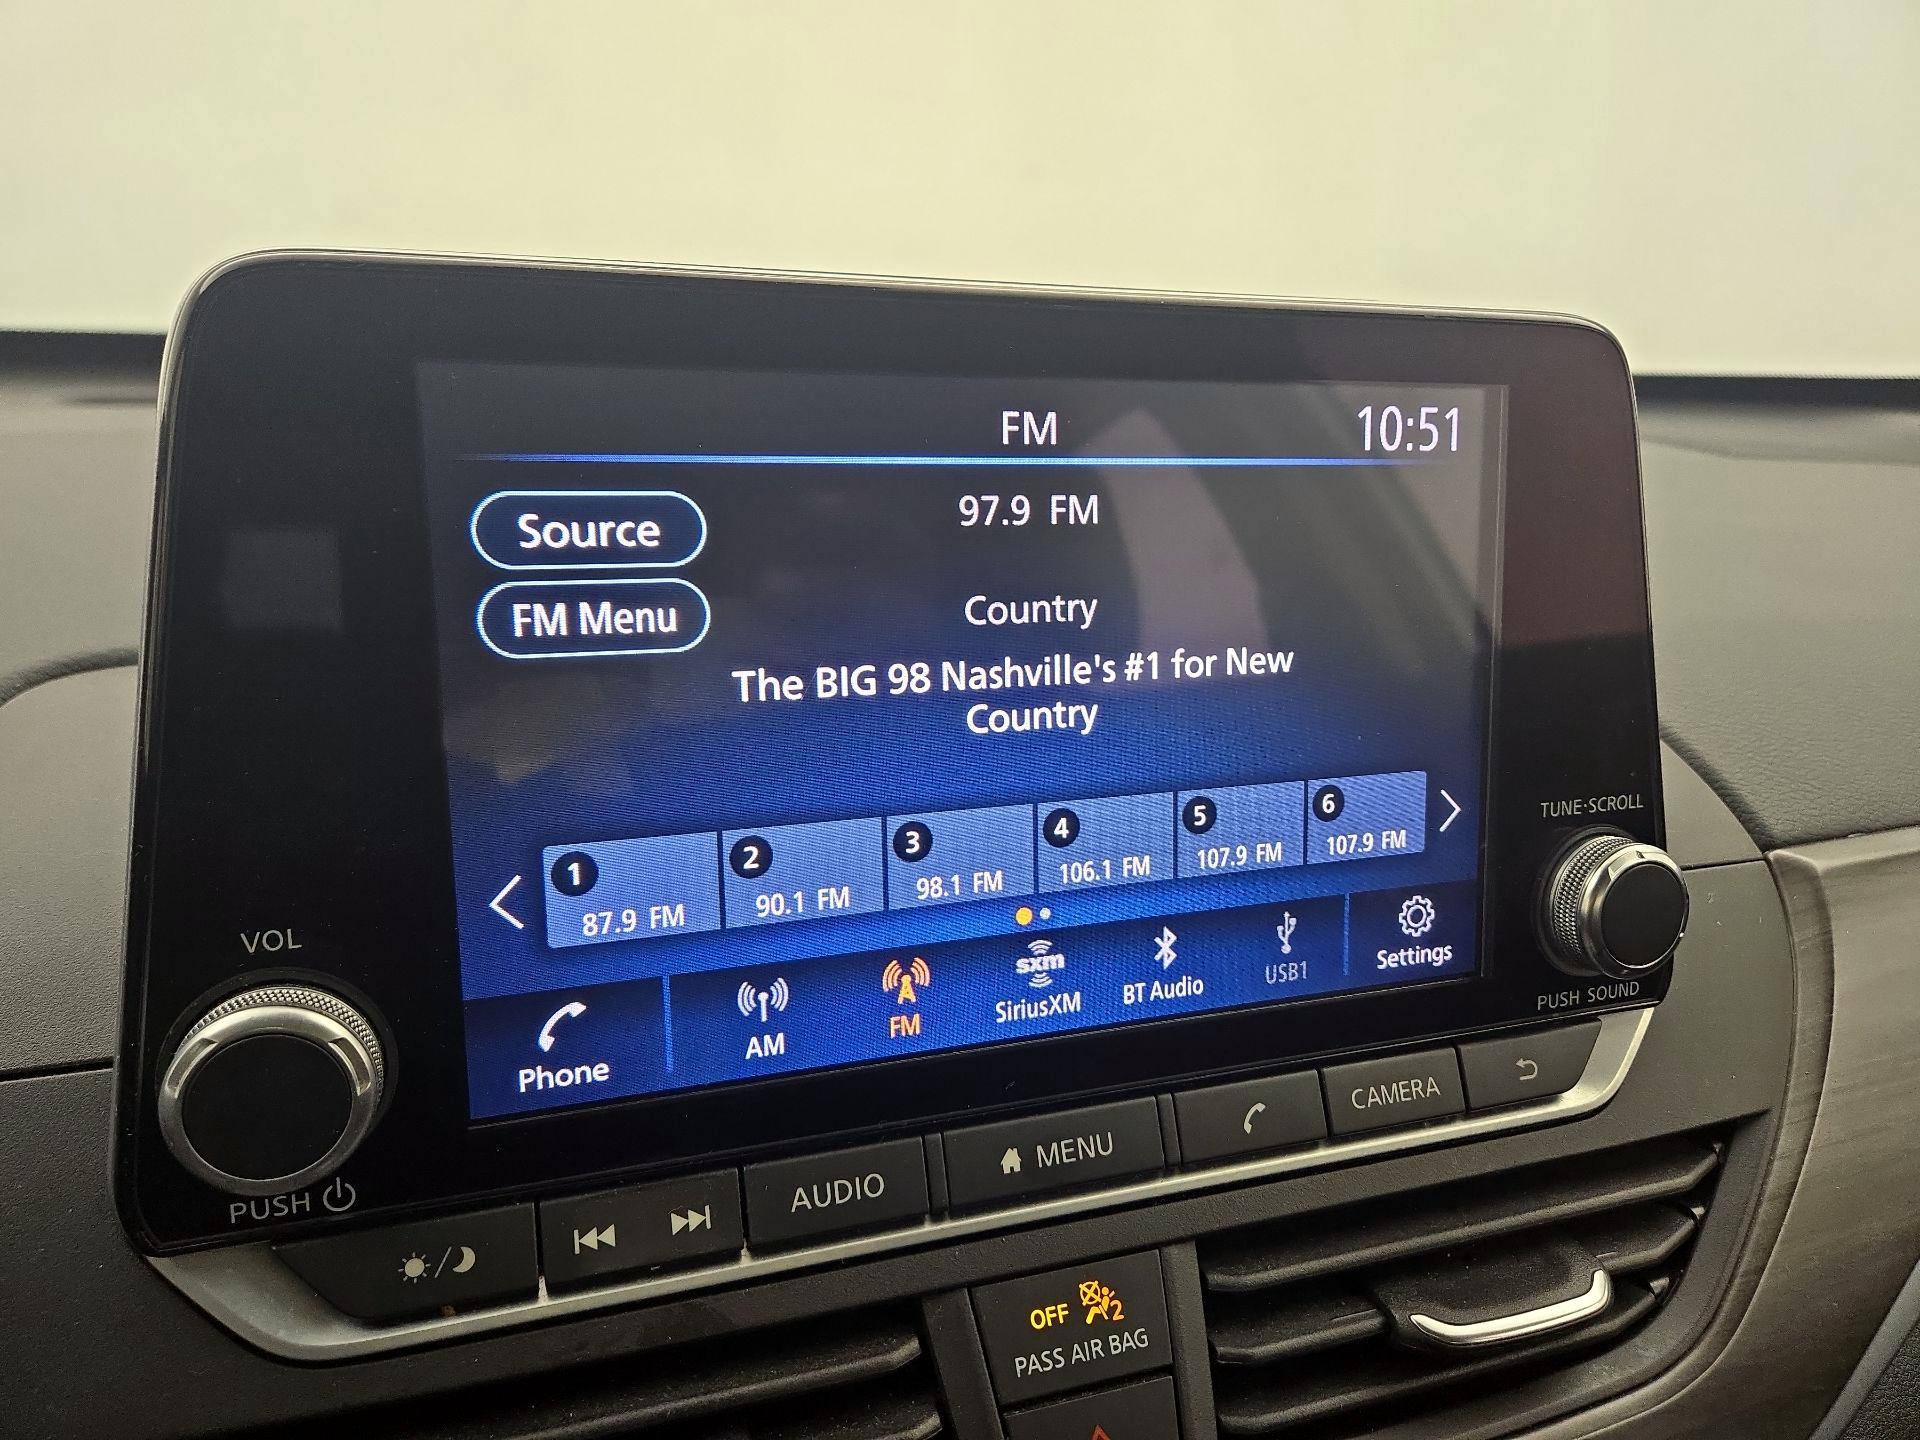 FM 10:51
Source 97.9 FM
FM Menu Country
The BIG 98 Nashville's #1 for New
Country
1 2 3 4 5 6
87.9 FM 90.1 FM 98.1 FM 106.1 FM 107.9 FM 107.9 FM
Phone AM FM sxm SiriusXM BT Audio USB1 Settings
VOL
PUSH
TUNE·SCROLL
PUSH SOUND
AUDIO MENU CAMERA
OFF 2
PASS AIR BAG